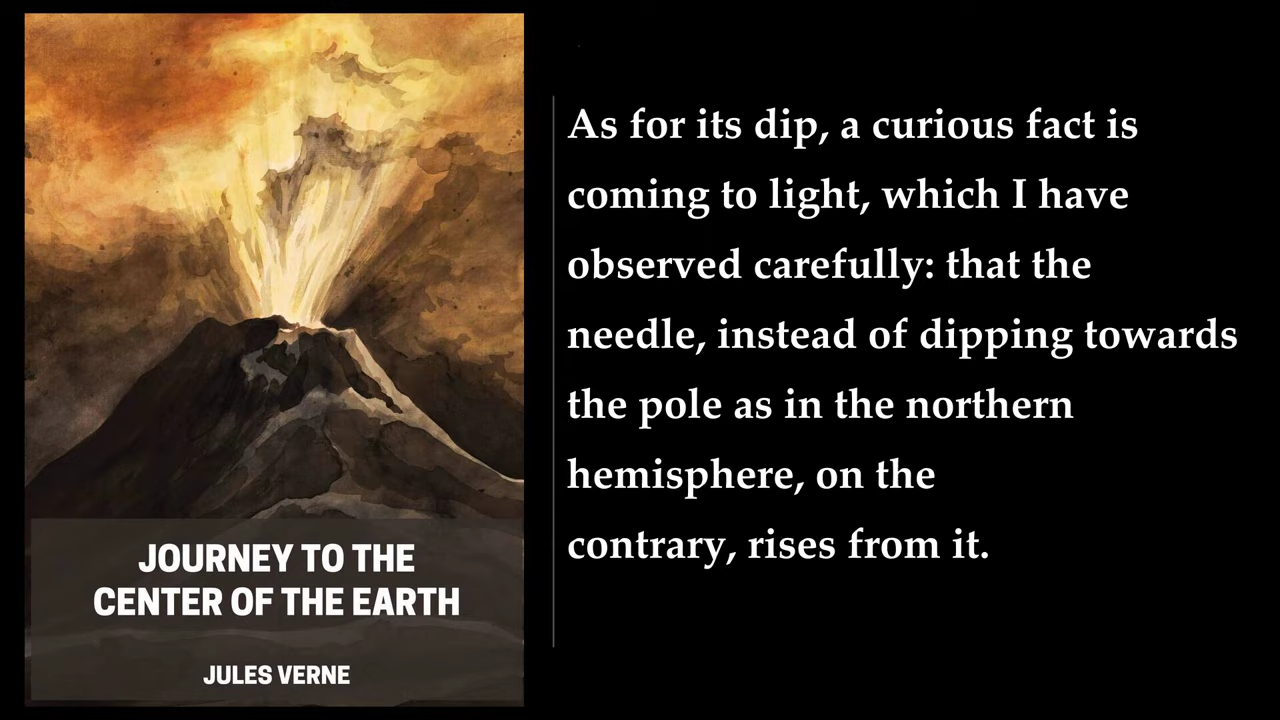 As for its dip, a curious fact is
coming to light, which I have
observed carefully: that the
needle, instead of dipping towards
the pole as in the northern
hemisphere, on the
contrary, rises from it.
JOURNEY TO THE
CENTER OF THE EARTH
JULES VERNE